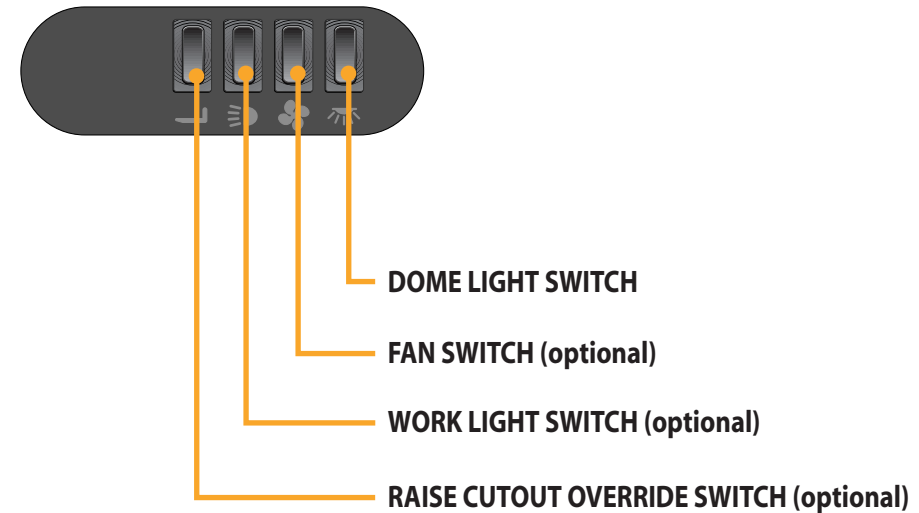 DOME LIGHT SWITCH
FAN SWITCH (optional)
WORK LIGHT SWITCH (optional)
RAISE CUTOUT OVERRIDE SWITCH (optional)